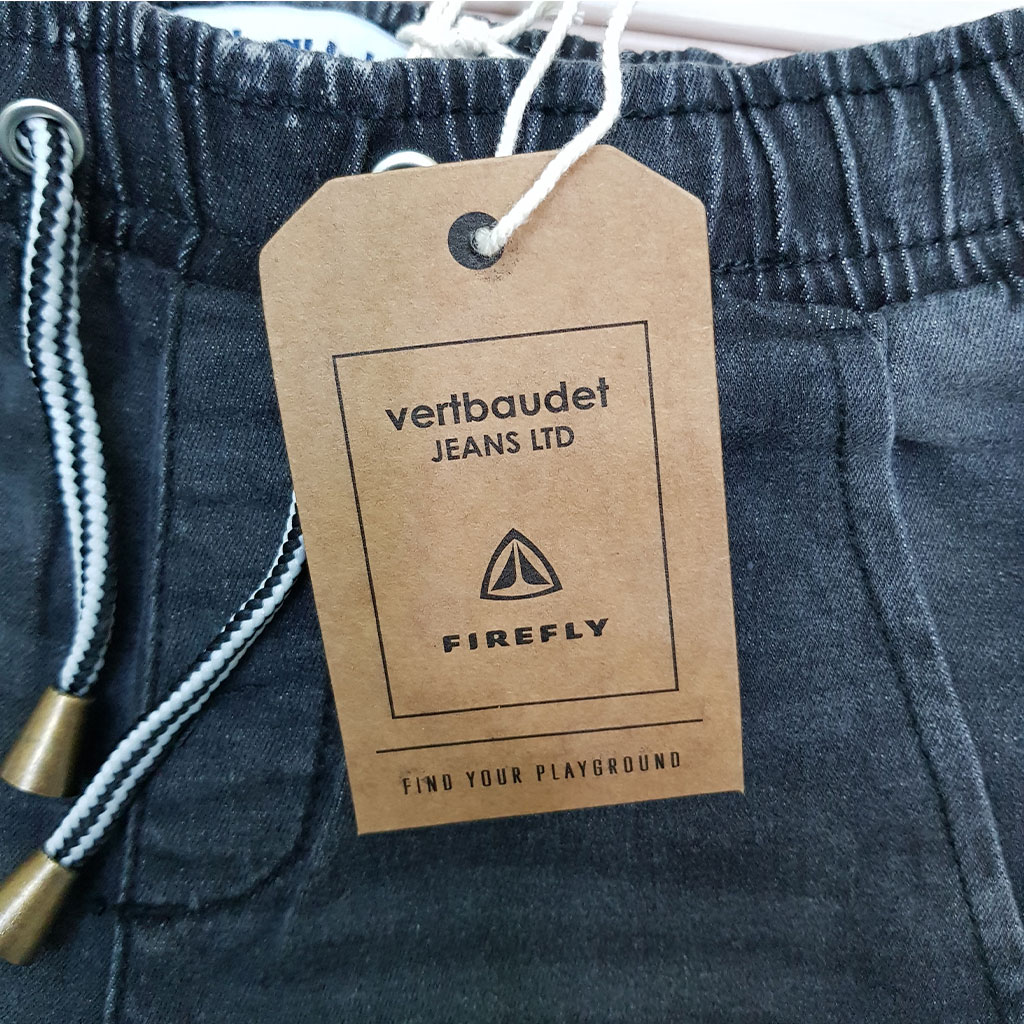 vertbaudet
JEANS LTD
FIREFLY
FIND YOUR PLAYGROUND